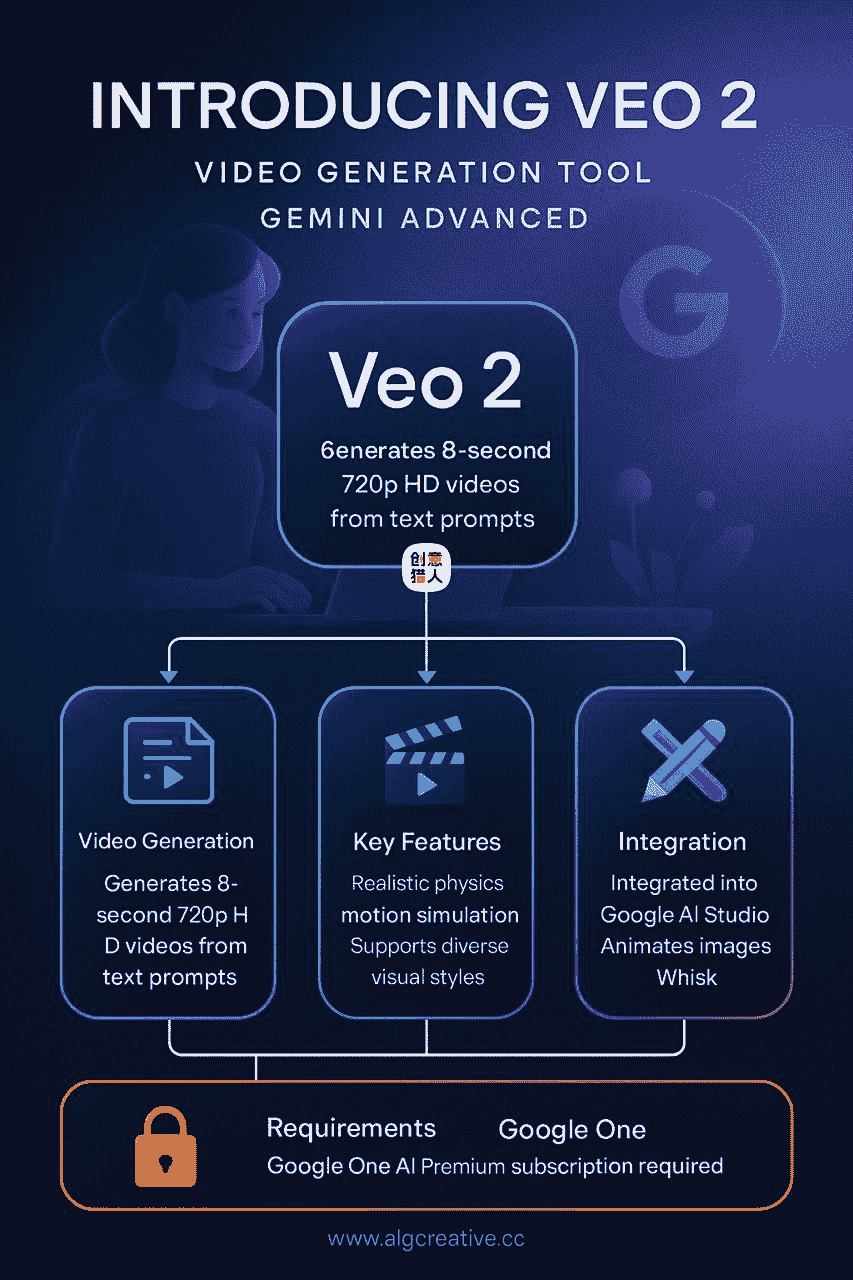 INTRODUCING VEO 2
VIDEO GENERATION TOOL
GEMINI ADVANCED
G
Veo 2
6enerates 8-second
720p HD videos
from text prompts
创意
猎人
Video Generation
Generates 8-
second 720p H
D videos from
text prompts
Key Features
Realistic physics
motion simulation
Supports diverse
visual styles
Integration
Integrated into
Google AI Studio
Animates images
Whisk
Requirements Google One
Google One AI Premium subscription required
www.algcreative.cc